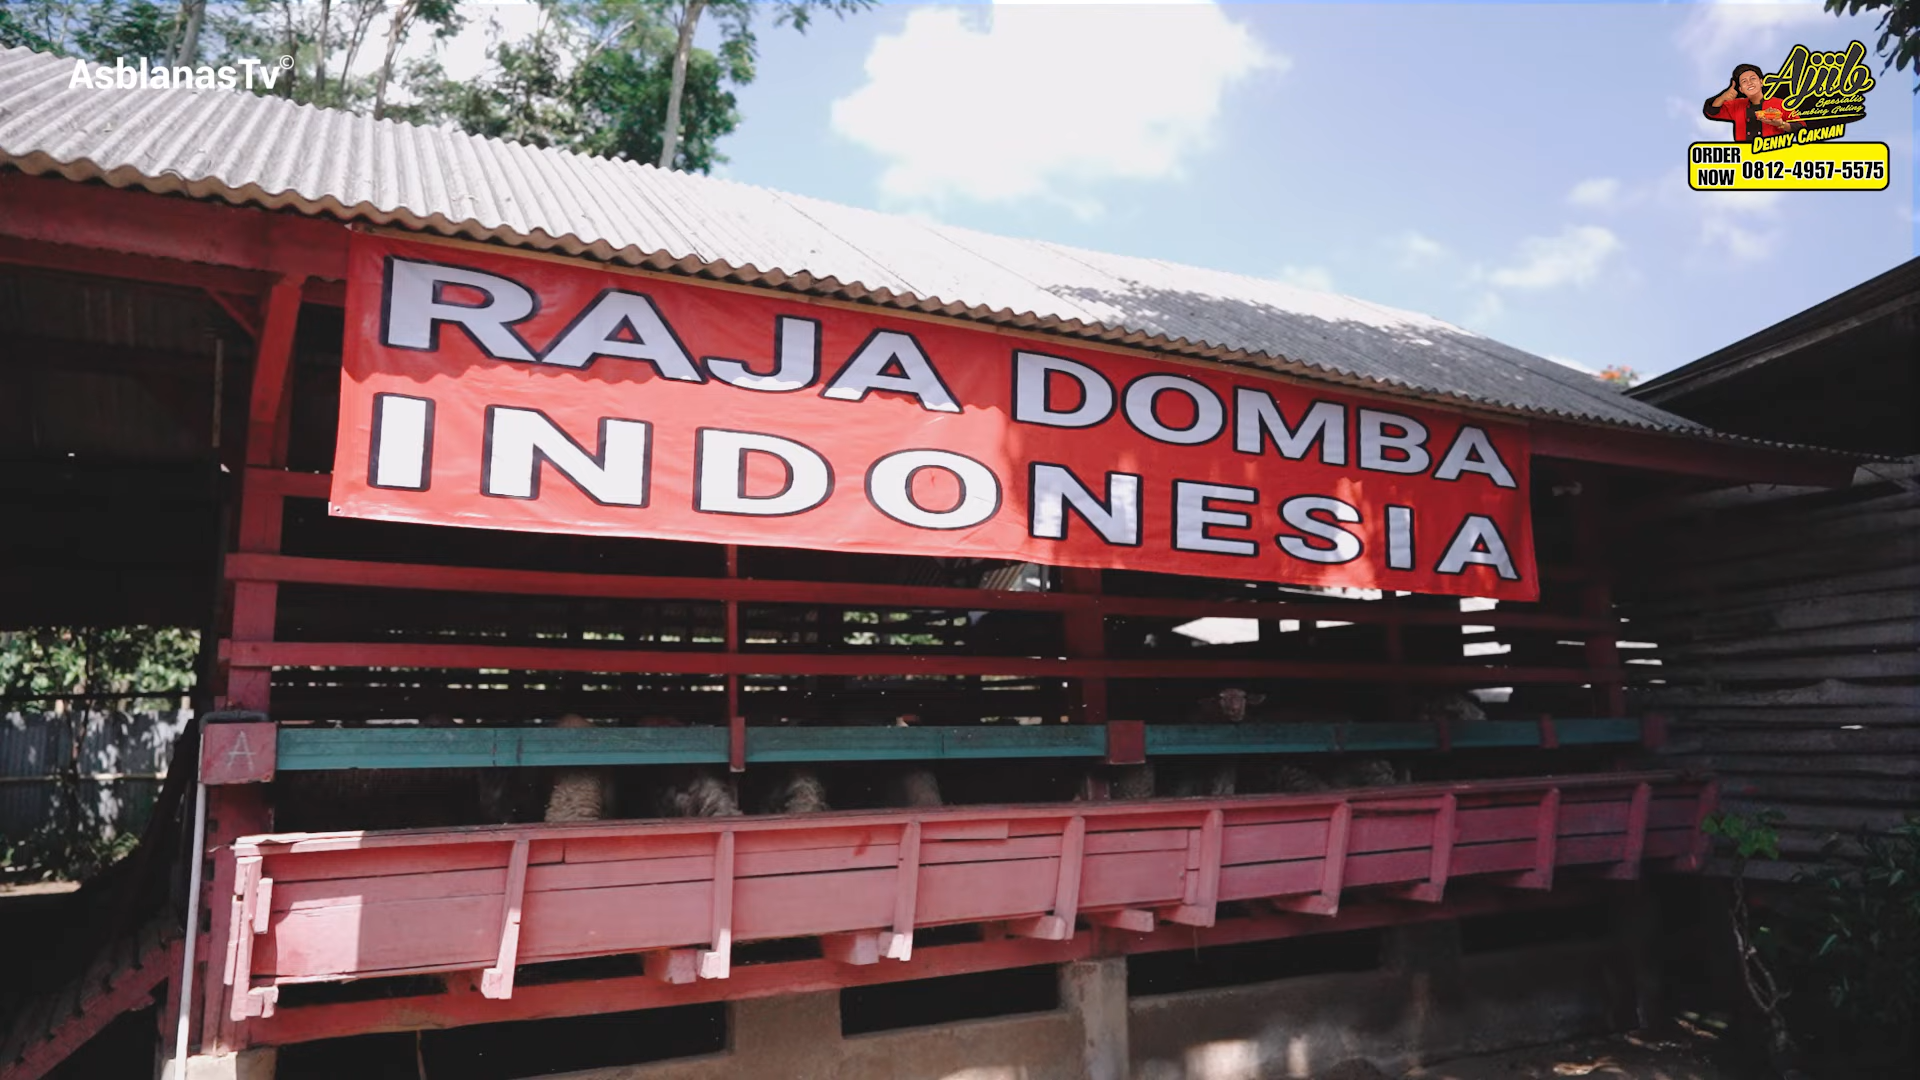 AsblanasTv©
Ajiib
Spesialis
Kambing Guling
DENNY CAKNAN
ORDER NOW 0812-4957-5575
RAJA DOMBA
INDONESIA
A